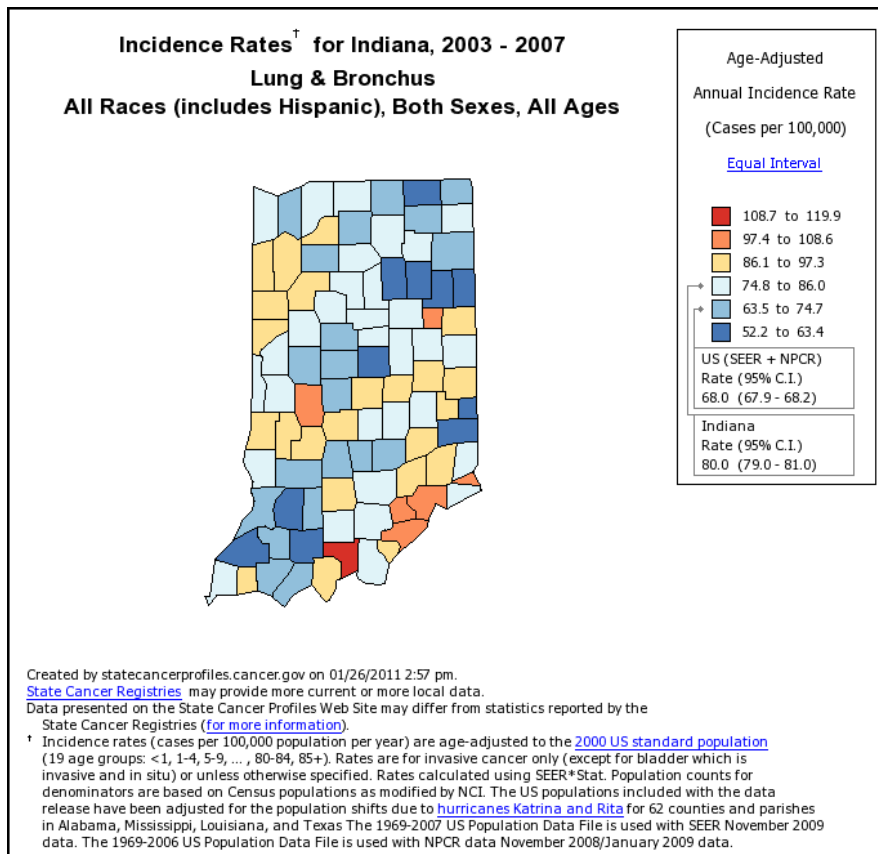 Incidence Rates† for Indiana, 2003 - 2007
Lung & Bronchus
All Races (includes Hispanic), Both Sexes, All Ages
Age-Adjusted
Annual Incidence Rate
(Cases per 100,000)
Equal Interval
108.7 to 119.9
97.4 to 108.6
86.1 to 97.3
74.8 to 86.0
63.5 to 74.7
52.2 to 63.4
US (SEER + NPCR)
Rate (95% C.I.)
68.0 (67.9 - 68.2)
Indiana
Rate (95% C.I.)
80.0 (79.0 - 81.0)
Created by statecancerprofiles.cancer.gov on 01/26/2011 2:57 pm.
State Cancer Registries may provide more current or more local data.
Data presented on the State Cancer Profiles Web Site may differ from statistics reported by the
State Cancer Registries (for more information).
† Incidence rates (cases per 100,000 population per year) are age-adjusted to the 2000 US standard population
(19 age groups: <1, 1-4, 5-9, ... , 80-84, 85+). Rates are for invasive cancer only (except for bladder which is
invasive and in situ) or unless otherwise specified. Rates calculated using SEER*Stat. Population counts for
denominators are based on Census populations as modified by NCI. The US populations included with the data
release have been adjusted for the population shifts due to hurricanes Katrina and Rita for 62 counties and parishes
in Alabama, Mississippi, Louisiana, and Texas The 1969-2007 US Population Data File is used with SEER November 2009
data. The 1969-2006 US Population Data File is used with NPCR data November 2008/January 2009 data.